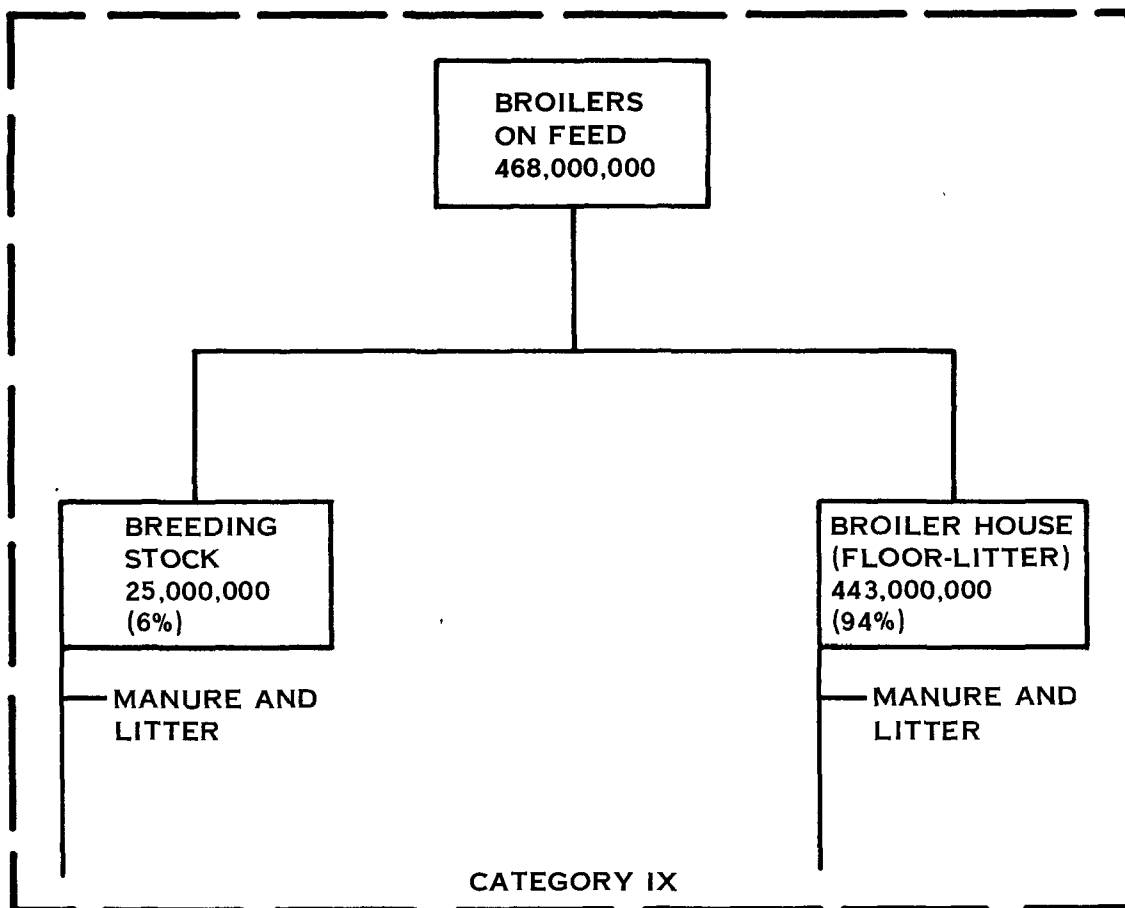 BROILERS
ON FEED
468,000,000
BREEDING
STOCK
25,000,000
(6%)
MANURE AND
LITTER
BROILER HOUSE
(FLOOR-LITTER)
443,000,000
(94%)
MANURE AND
LITTER
CATEGORY IX